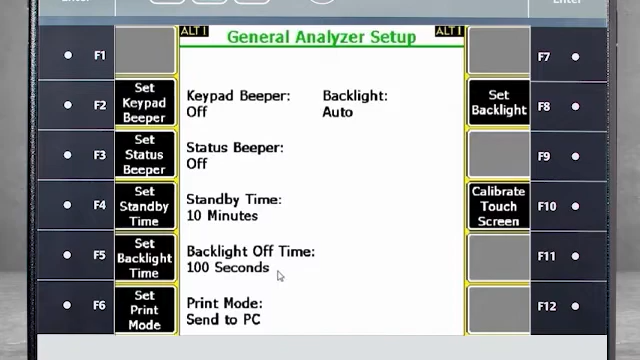 Enter
Enter
ALT1
General Analyzer Setup
ALT1
F1
F7
F2
Set
Keypad
Beeper
Keypad Beeper:
Off
Backlight:
Auto
Set
Backlight
F8
F3
Set
Status
Beeper
Status Beeper:
Off
F9
F4
Set
Standby
Time
Standby Time:
10 Minutes
Calibrate
Touch
Screen
F10
F5
Set
Backlight
Time
Backlight Off Time:
100 Seconds
F11
F6
Set
Print
Mode
Print Mode:
Send to PC
F12